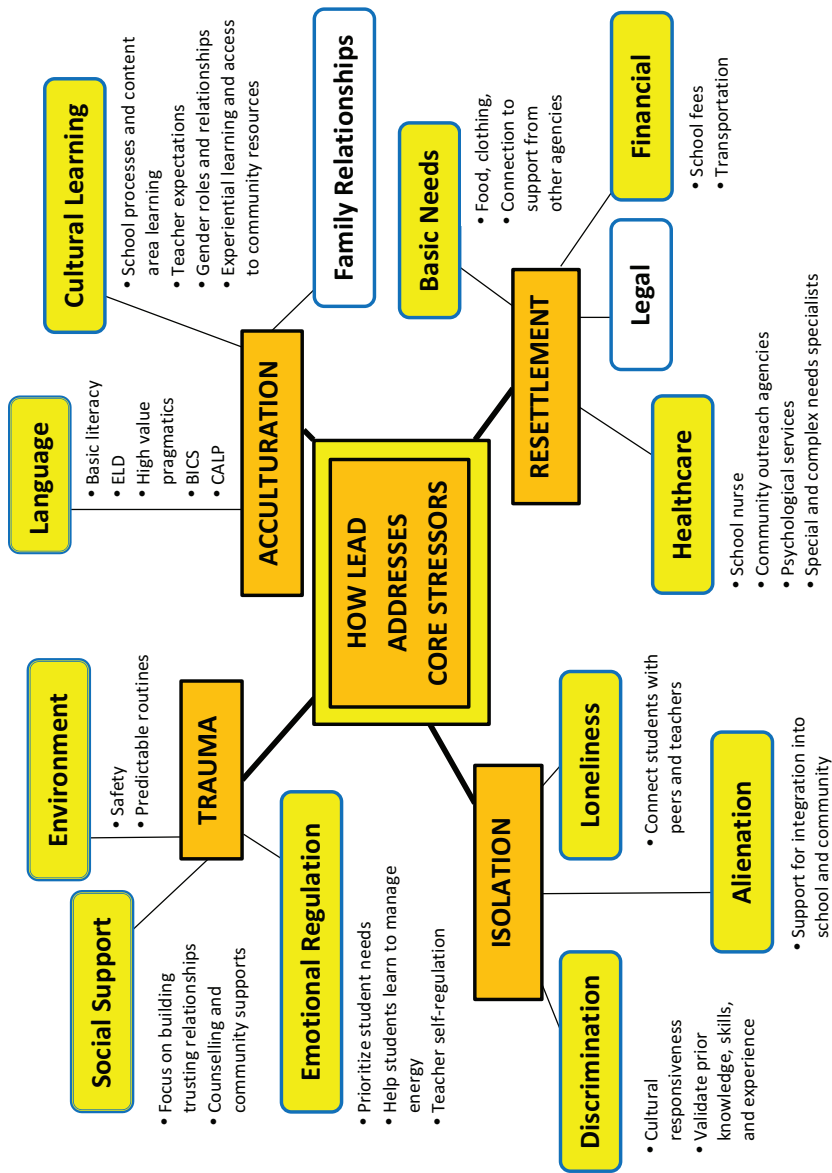 HOW LEAD
ADDRESSES
CORE STRESSORS
TRAUMA
Social Support
• Focus on building
trusting relationships
• Counselling and
community supports
Environment
• Safety
• Predictable routines
Emotional Regulation
• Prioritize student needs
• Help students learn to manage
energy
• Teacher self-regulation
ACCULTURATION
Language
• Basic literacy
• ELD
• High value
pragmatics
• BICS
• CALP
Cultural Learning
• School processes and content
area learning
• Teacher expectations
• Gender roles and relationships
• Experiential learning and access
to community resources
Family Relationships
ISOLATION
Discrimination
• Cultural
responsiveness
• Validate prior
knowledge, skills,
and experience
Alienation
• Support for integration into
school and community
Loneliness
• Connect students with
peers and teachers
RESETTLEMENT
Healthcare
• School nurse
• Community outreach agencies
• Psychological services
• Special and complex needs specialists
Legal
Financial
• School fees
• Transportation
Basic Needs
• Food, clothing,
• Connection to
support from
other agencies